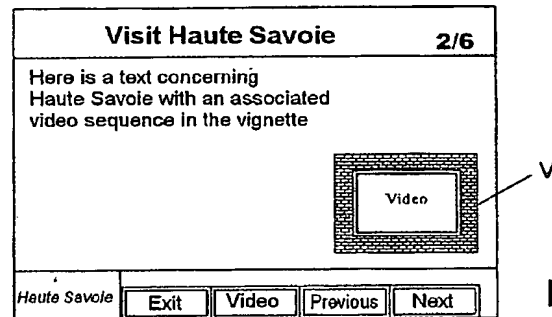 Visit Haute Savoie 2/6
Here is a text concerning
Haute Savoie with an associated
video sequence in the vignette
Video
V
Haute Savoie Exit Video Previous Next